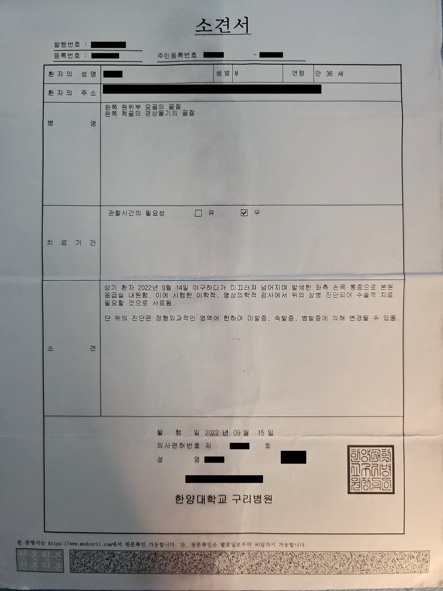 소견서
발행번호 :
등록번호 : 주민등록번호 -
환자의 성명 성별 M 연령 만 36 세
환자의 주소
병 명
왼쪽 원위부 요골의 골절
왼쪽 척골의 경상돌기의 골절
치료기간
관찰시간의 필요성 유 무
소 견
상기 환자 2022년 9월 14일 야구하다가 미끄러져 넘어지며 발생한 좌측 손목 통증으로 본원
응급실 내원함. 이에 시행한 이학적, 영상의학적 검사에서 위의 상병 진단되어 수술적 치료
필요할 것으로 사료됨.
단 위의 진단은 정형외과적인 영역에 한하며 미발증, 속발증, 병발증에 의해 변경될 수 있음.
발 행 일 2022 년 09 월 15 일
의사면허번호 제 호
성 명
한양대학교 구리병원
본 증명서는 https://www.medcerti.com에서 원본확인 가능합니다. 단, 원본확인은 발급일로부터 90일까지 가능합니다.